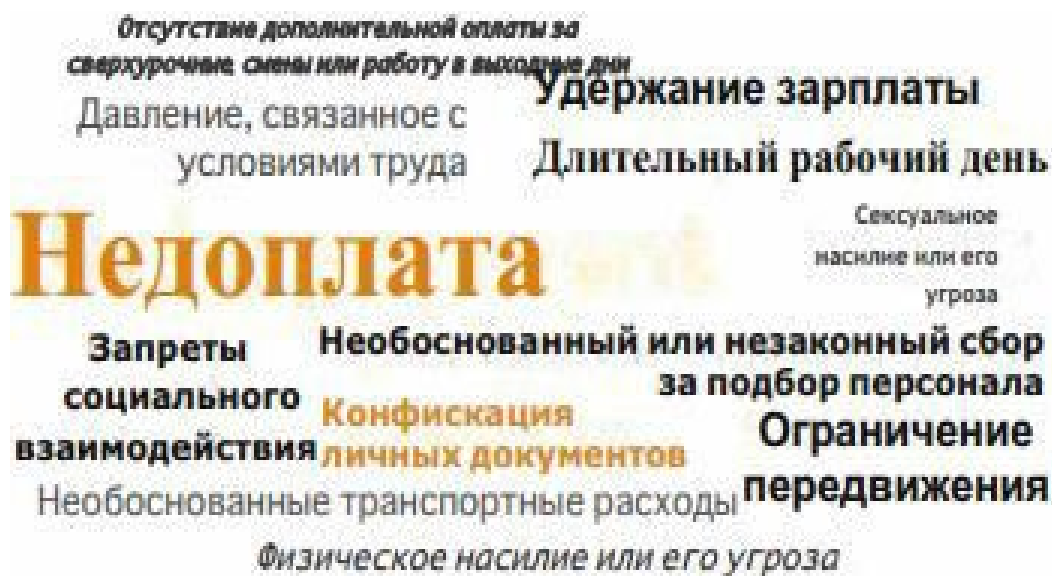 Отсутствие дополнительной оплаты за
сверхурочные, смены или работу в выходные дни
Удержание зарплаты
Давление, связанное с
условиями труда
Длительный рабочий день
Недоплата
Сексуальное
насилие или его
угроза
Запреты
социального
взаимодействия
Необоснованный или незаконный сбор
за подбор персонала
Конфискация
личных документов
Ограничение
передвижения
Необоснованные транспортные расходы
Физическое насилие или его угроза